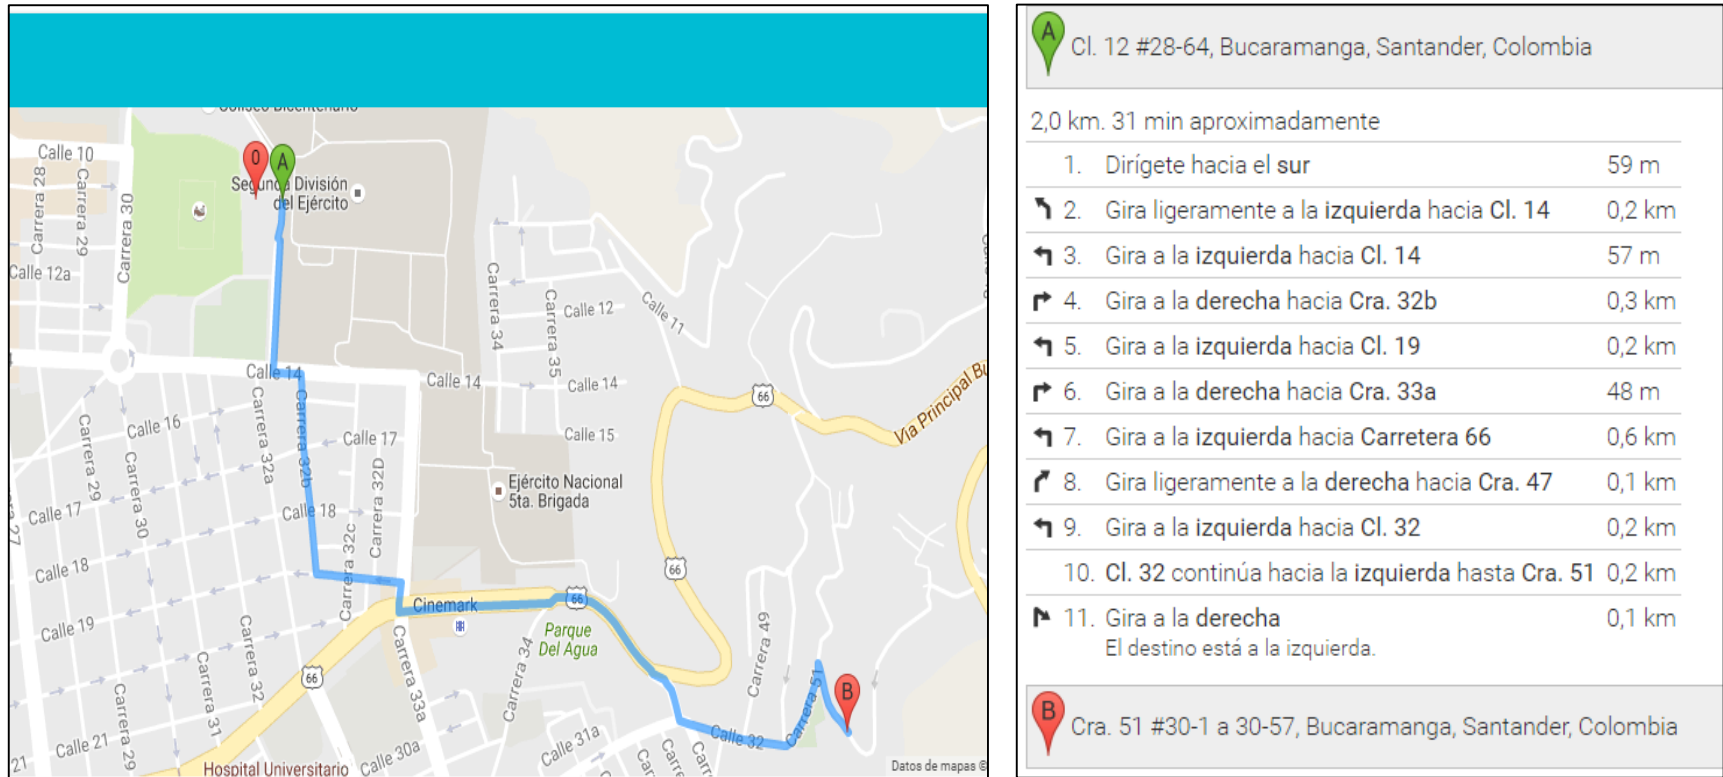 Coliseo Bicentenario
Calle 10
0
A
Segunda División
del Ejército
Carrera 28
Carrera 29
Carrera 30
Calle 12a
Carrera 34
Carrera 35
Calle 12
Calle 11
Calle 14
Calle 14
Calle 14
66
Via Principal Bu
Calle 16
Carrera 32a
Carrera 32b
Calle 17
Calle 15
Carrera 29
Carrera 30
Carrera 32D
Ejército Nacional
5ta. Brigada
Calle 17
Calle 18
Carrera 32c
27
Calle 18
66
Cinemark
66
Calle 19
Parque
Del Agua
Carrera 34
Carrera 49
66
Carrera 32
Carrera 33a
Carrera 51
B
Carrera 31
Calle 21
Carrera 29
21
Hospital Universitario
Calle 30a
Calle 31a
Calle 32
Carr
Carr
Car
Datos de mapas ©
A
Cl. 12 #28-64, Bucaramanga, Santander, Colombia
2,0 km. 31 min aproximadamente
1. Dirígete hacia el sur 59 m
2. Gira ligeramente a la izquierda hacia Cl. 14 0,2 km
3. Gira a la izquierda hacia Cl. 14 57 m
4. Gira a la derecha hacia Cra. 32b 0,3 km
5. Gira a la izquierda hacia Cl. 19 0,2 km
6. Gira a la derecha hacia Cra. 33a 48 m
7. Gira a la izquierda hacia Carretera 66 0,6 km
8. Gira ligeramente a la derecha hacia Cra. 47 0,1 km
9. Gira a la izquierda hacia Cl. 32 0,2 km
10. Cl. 32 continúa hacia la izquierda hasta Cra. 51 0,2 km
11. Gira a la derecha 0,1 km
El destino está a la izquierda.
B
Cra. 51 #30-1 a 30-57, Bucaramanga, Santander, Colombia